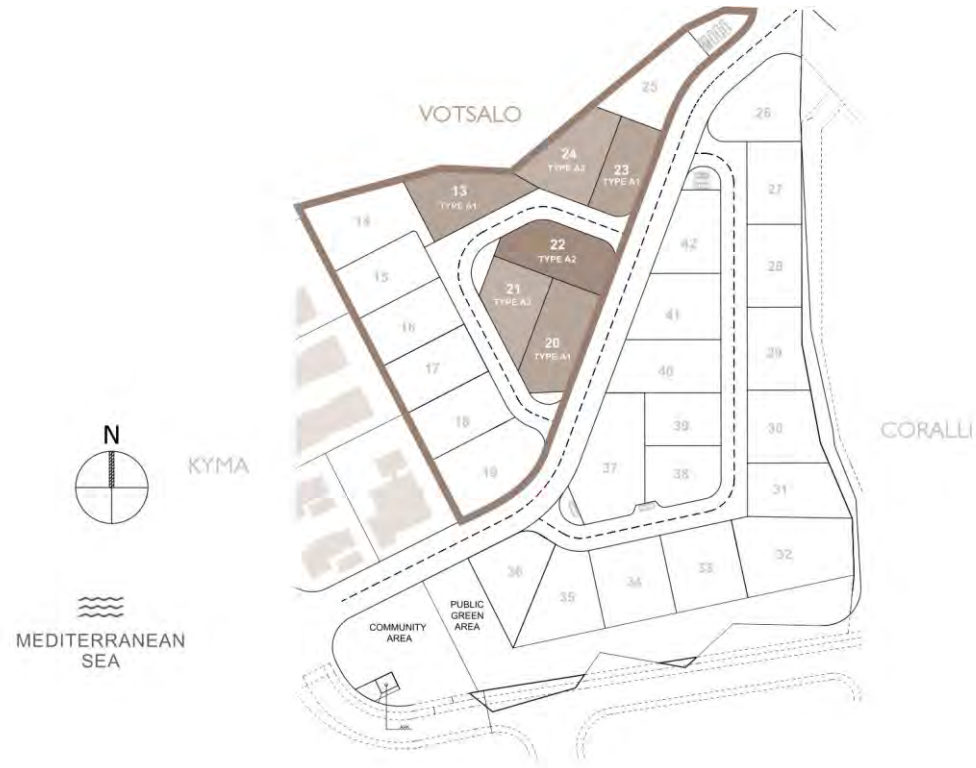 VOTSALO
25
26
24
TYPE A2
23
TYPE A1
13
TYPE A1
27
14
22
TYPE A2
42
15
28
21
TYPE A2
16
41
20
TYPE A1
29
17
40
18
39
30
CORALLI
N
KYMA
19
37
38
31
36
35
34
33
32
PUBLIC
GREEN
AREA
COMMUNITY
AREA
MEDITERRANEAN
SEA